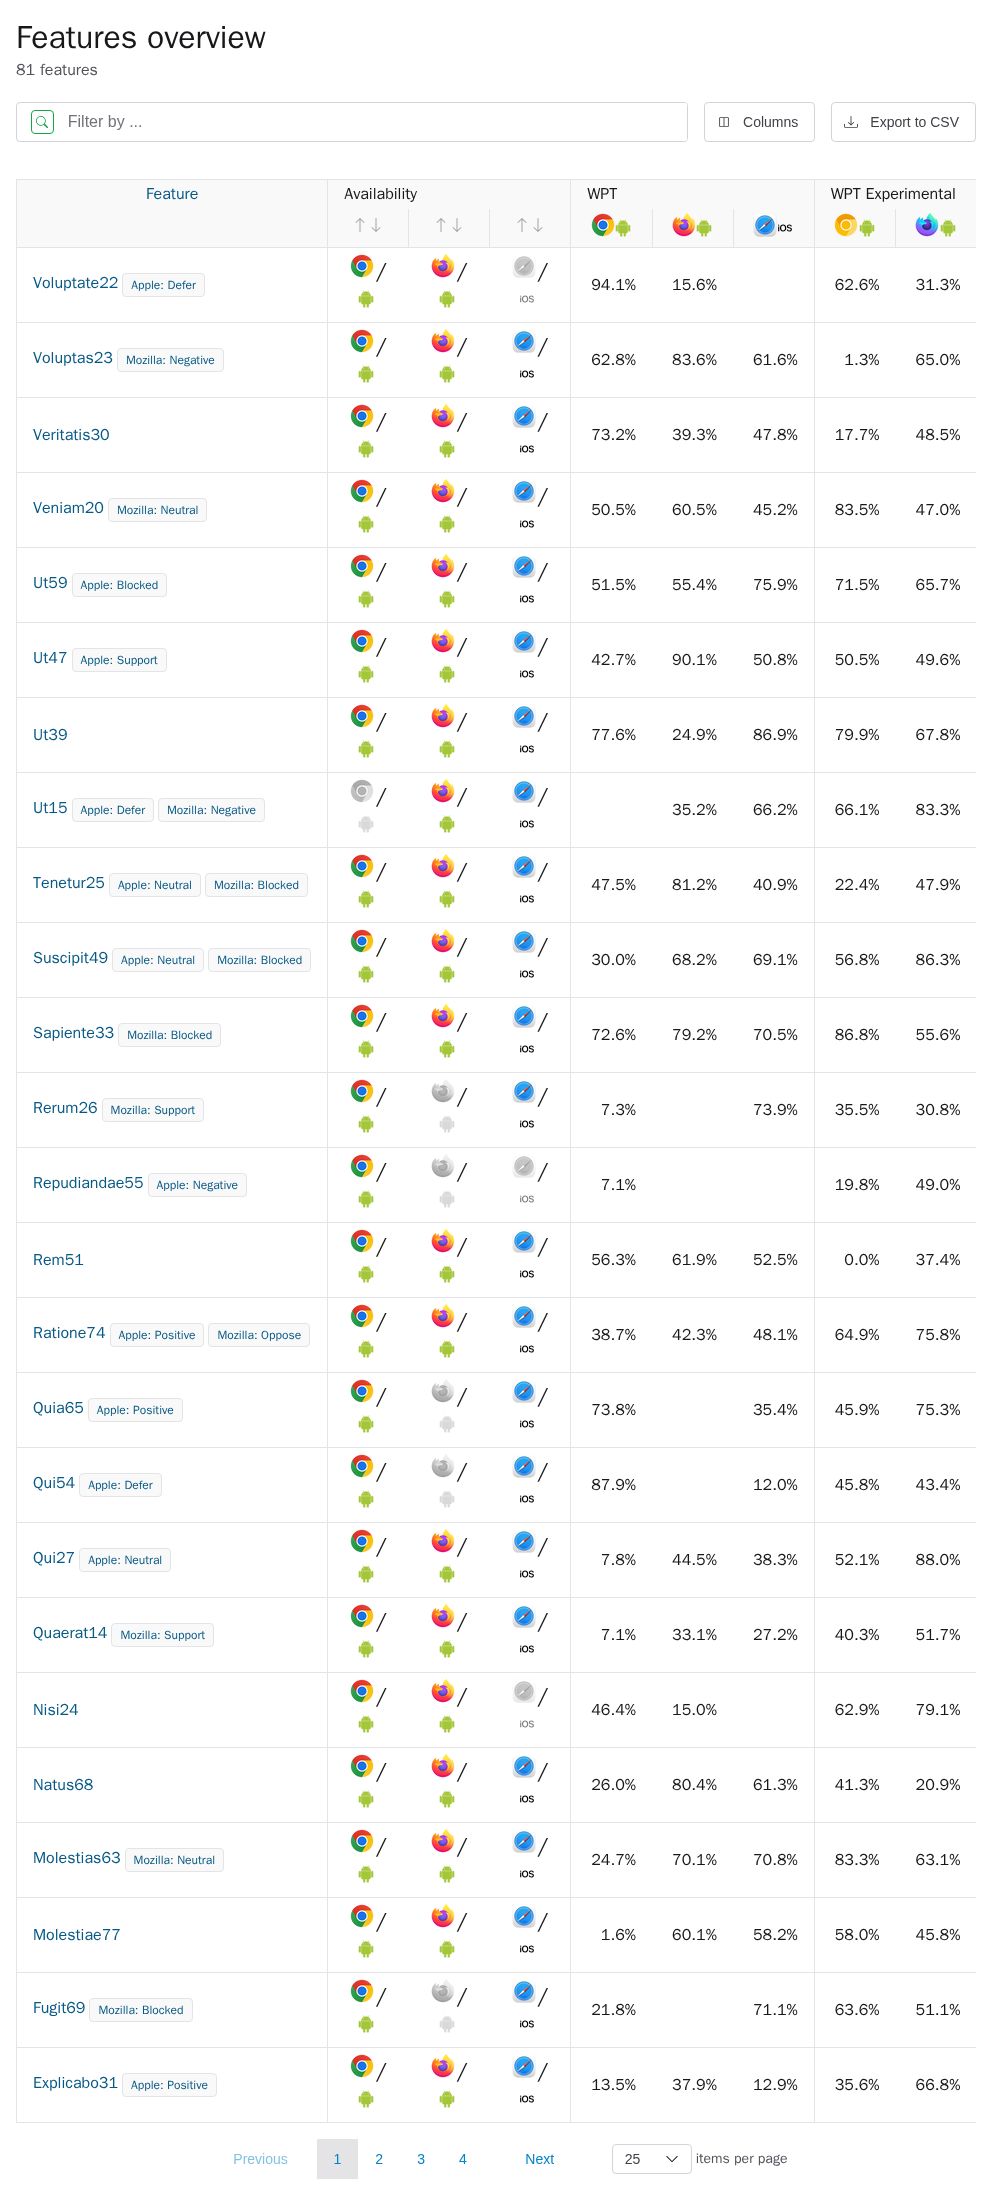 Features overview
81 features
Filter by ...
Columns
Export to CSV
Feature Availability WPT WPT Experimental
iOS
Voluptate22 Apple: Defer / / / 94.1% 15.6% 62.6% 31.3%
iOS
Voluptas23 Mozilla: Negative / / / 62.8% 83.6% 61.6% 1.3% 65.0%
iOS
Veritatis30 / / / 73.2% 39.3% 47.8% 17.7% 48.5%
iOS
Veniam20 Mozilla: Neutral / / / 50.5% 60.5% 45.2% 83.5% 47.0%
iOS
Ut59 Apple: Blocked / / / 51.5% 55.4% 75.9% 71.5% 65.7%
iOS
Ut47 Apple: Support / / / 42.7% 90.1% 50.8% 50.5% 49.6%
iOS
Ut39 / / / 77.6% 24.9% 86.9% 79.9% 67.8%
iOS
Ut15 Apple: Defer Mozilla: Negative / / / 35.2% 66.2% 66.1% 83.3%
iOS
Tenetur25 Apple: Neutral Mozilla: Blocked / / / 47.5% 81.2% 40.9% 22.4% 47.9%
iOS
Suscipit49 Apple: Neutral Mozilla: Blocked / / / 30.0% 68.2% 69.1% 56.8% 86.3%
iOS
Sapiente33 Mozilla: Blocked / / / 72.6% 79.2% 70.5% 86.8% 55.6%
iOS
Rerum26 Mozilla: Support / / / 7.3% 73.9% 35.5% 30.8%
iOS
Repudiandae55 Apple: Negative / / / 7.1% 19.8% 49.0%
iOS
Rem51 / / / 56.3% 61.9% 52.5% 0.0% 37.4%
iOS
Ratione74 Apple: Positive Mozilla: Oppose / / / 38.7% 42.3% 48.1% 64.9% 75.8%
iOS
Quia65 Apple: Positive / / / 73.8% 35.4% 45.9% 75.3%
iOS
Qui54 Apple: Defer / / / 87.9% 12.0% 45.8% 43.4%
iOS
Qui27 Apple: Neutral / / / 7.8% 44.5% 38.3% 52.1% 88.0%
iOS
Quaerat14 Mozilla: Support / / / 7.1% 33.1% 27.2% 40.3% 51.7%
iOS
Nisi24 / / / 46.4% 15.0% 62.9% 79.1%
iOS
Natus68 / / / 26.0% 80.4% 61.3% 41.3% 20.9%
iOS
Molestias63 Mozilla: Neutral / / / 24.7% 70.1% 70.8% 83.3% 63.1%
iOS
Molestiae77 / / / 1.6% 60.1% 58.2% 58.0% 45.8%
iOS
Fugit69 Mozilla: Blocked / / / 21.8% 71.1% 63.6% 51.1%
iOS
Explicabo31 Apple: Positive / / / 13.5% 37.9% 12.9% 35.6% 66.8%
iOS
Previous 1 2 3 4 Next 25 items per page